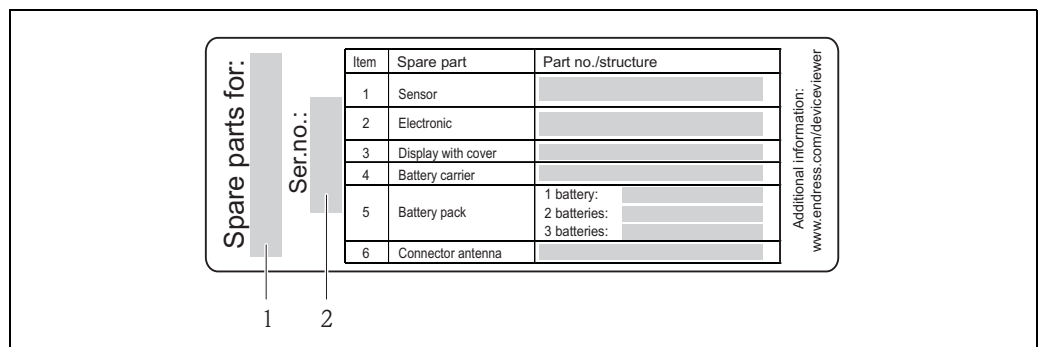 Spare parts for:
Ser.no.:
Item Spare part Part no./structure
1 Sensor
2 Electronic
3 Display with cover
4 Battery carrier
5 Battery pack 1 battery:
2 batteries:
3 batteries:
6 Connector antenna
Additional information:
www.endress.com/deviceviewer
1 2